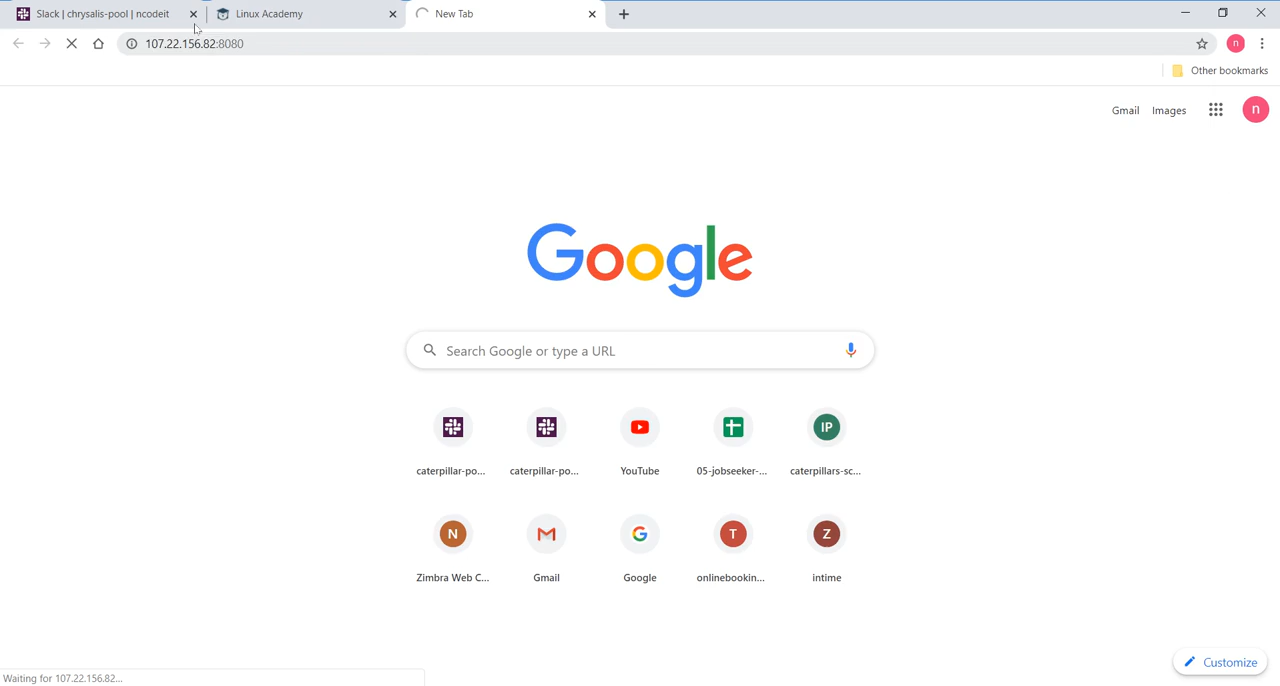 Slack | chrysalis-pool | ncodeit
Linux Academy
New Tab
107.22.156.82:8080
n
Other bookmarks
Gmail
Images
n
Google
Search Google or type a URL
IP
caterpillar-po...
caterpillar-po...
YouTube
05-jobseeker-...
caterpillars-sc...
N
T
Z
Zimbra Web C...
Gmail
Google
onlinebookin...
intime
Customize
Waiting for 107.22.156.82...